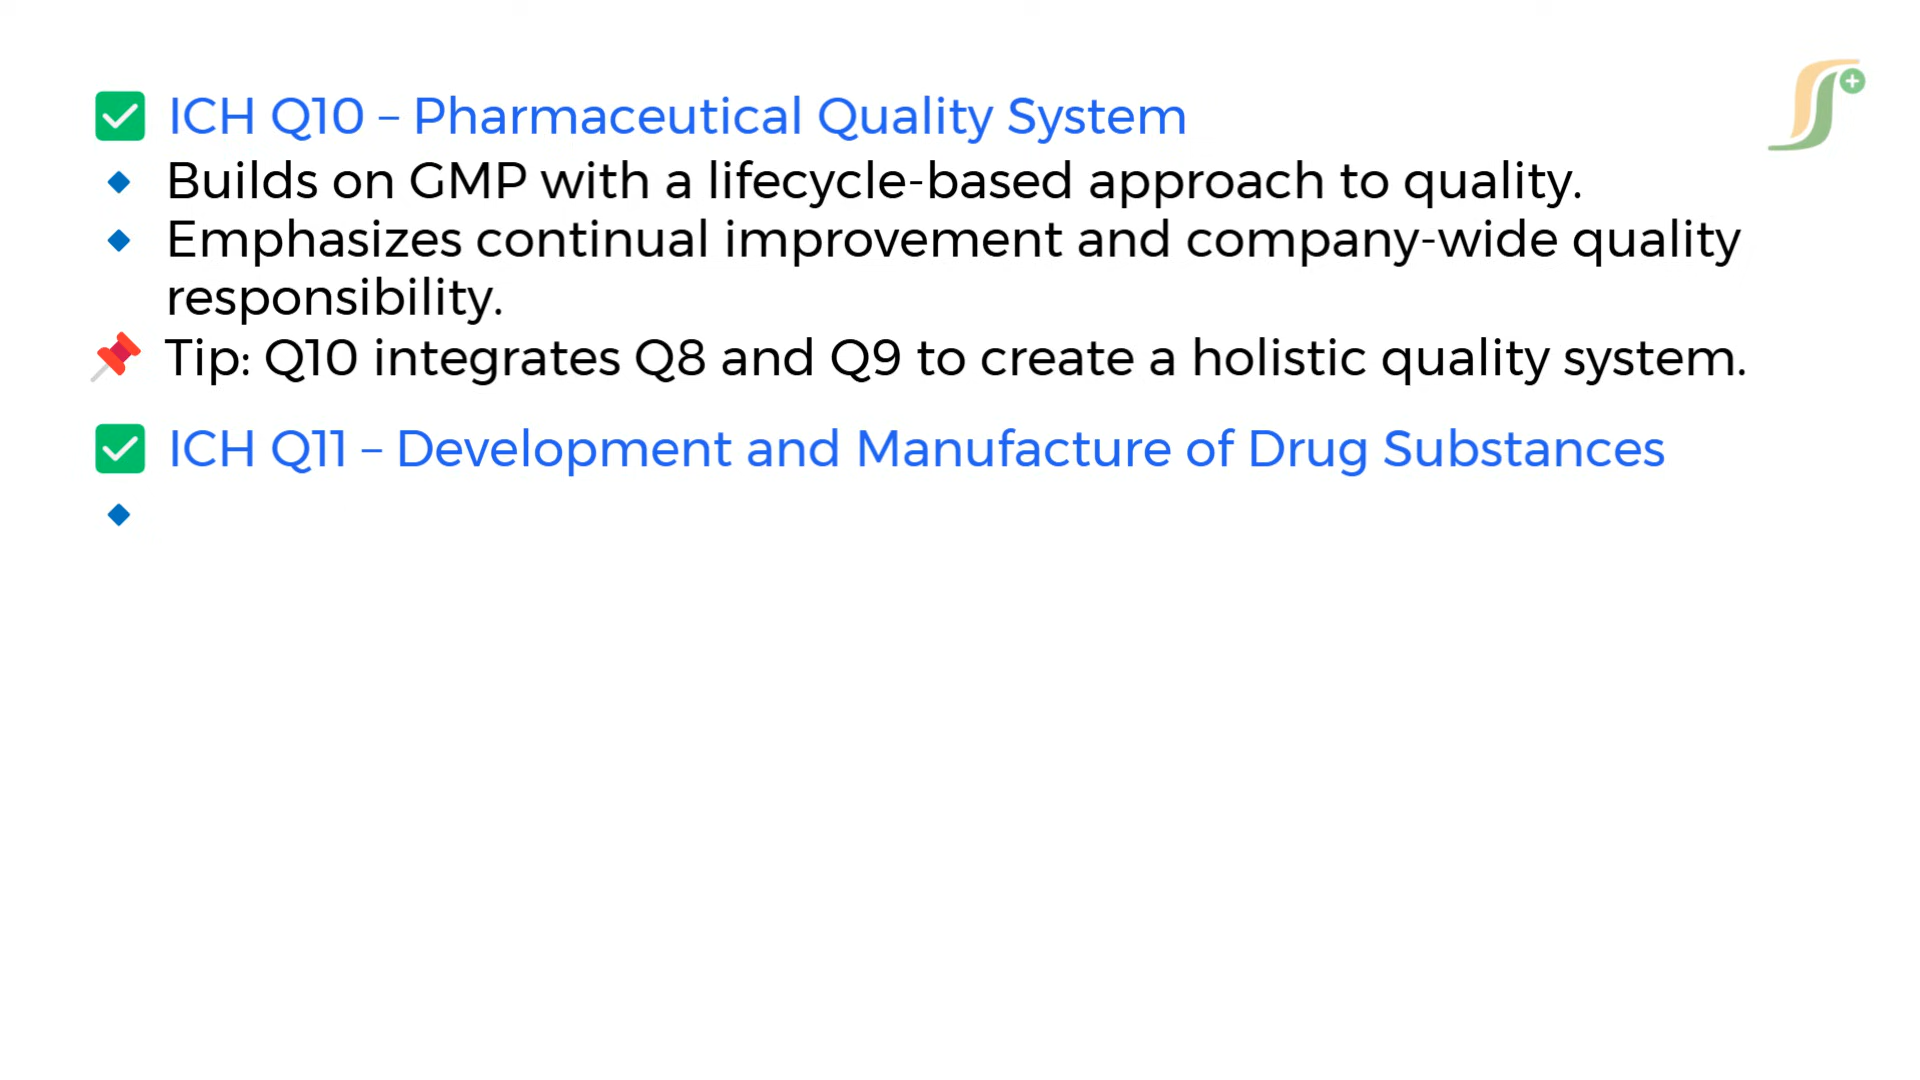 ✅ ICH Q10 – Pharmaceutical Quality System
🔹 Builds on GMP with a lifecycle-based approach to quality.
🔹 Emphasizes continual improvement and company-wide quality
responsibility.
📌 Tip: Q10 integrates Q8 and Q9 to create a holistic quality system.
✅ ICH Q11 – Development and Manufacture of Drug Substances
🔹